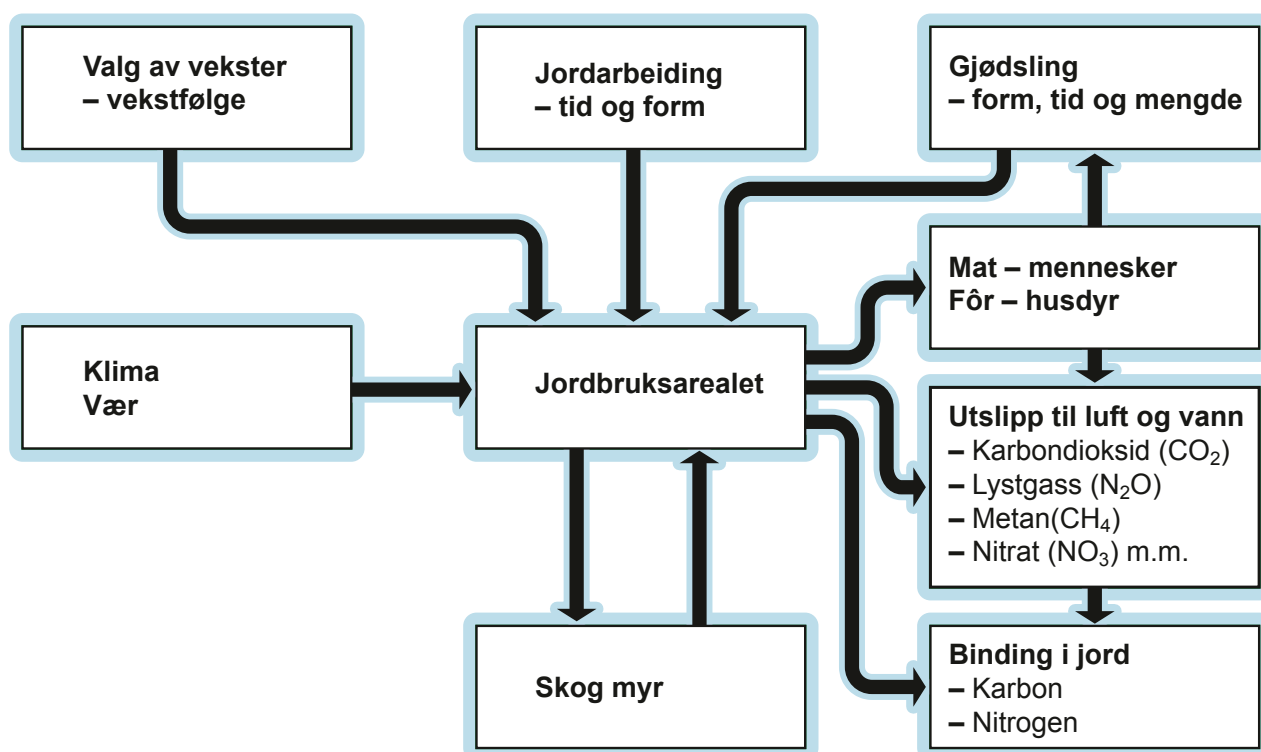 Valg av vekster
– vekstfølge
Jordarbeiding
– tid og form
Gjødsling
– form, tid og mengde
Mat – mennesker
Fôr – husdyr
Klima
Vær
Jordbruksarealet
Utslipp til luft og vann
– Karbondioksid (CO₂)
– Lystgass (N₂O)
– Metan(CH₄)
– Nitrat (NO₃) m.m.
Skog myr
Binding i jord
– Karbon
– Nitrogen